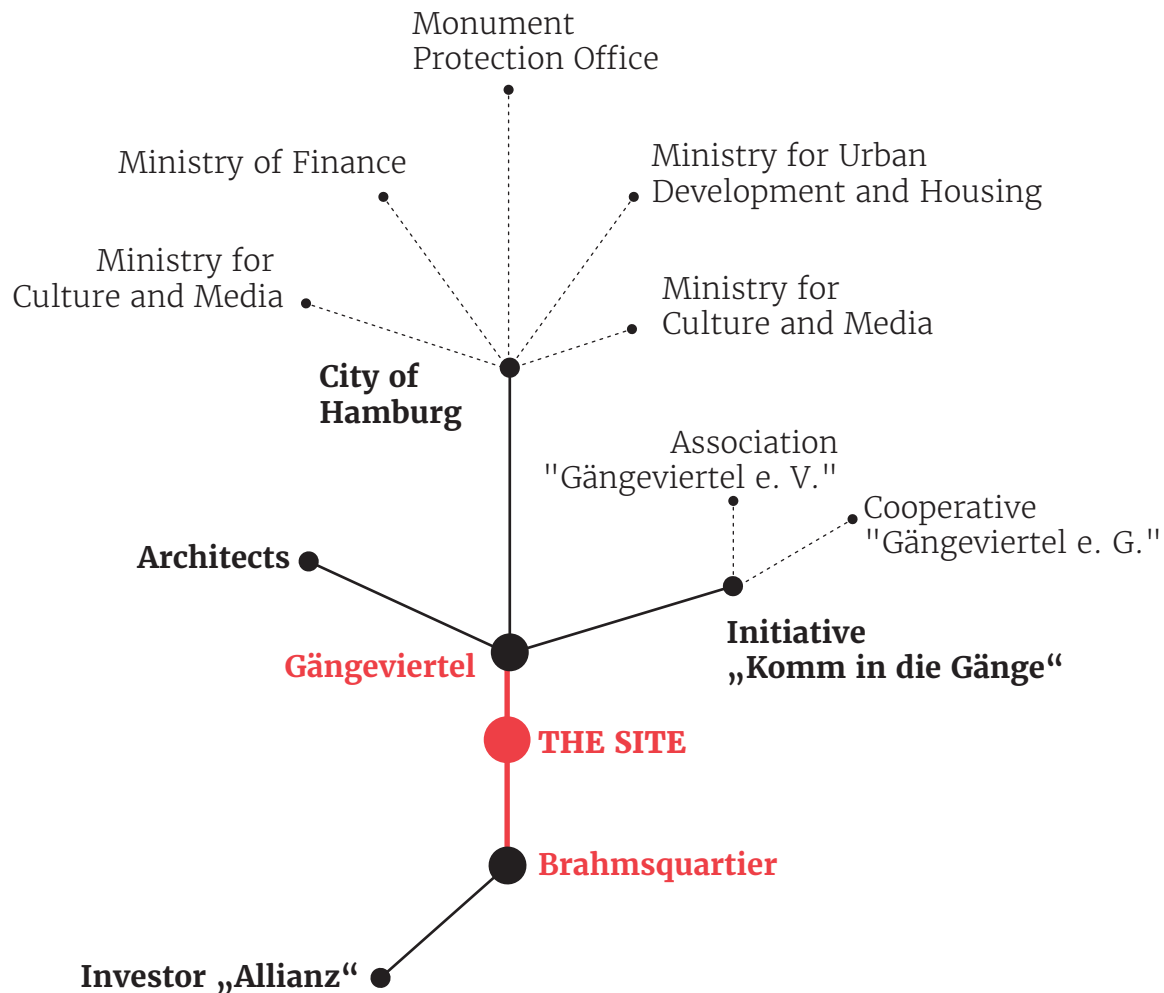 Monument
Protection Office
Ministry of Finance
Ministry for Urban
Development and Housing
Ministry for
Culture and Media
Ministry for
Culture and Media
City of
Hamburg
Association
"Gängeviertel e. V."
Cooperative
"Gängeviertel e. G."
Architects
Initiative
„Komm in die Gänge“
Gängeviertel
THE SITE
Brahmsquartier
Investor „Allianz“